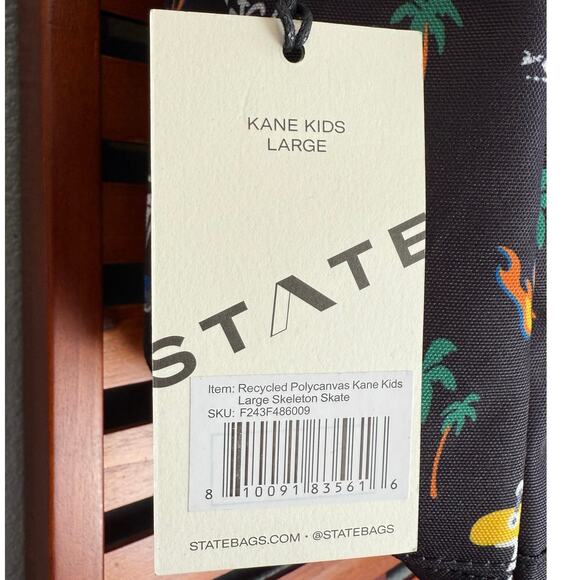 KANE KIDS
LARGE
STATE
Item: Recycled Polycanvas Kane Kids
Large Skeleton Skate
SKU: F243F486009
8 10091 83561 6
STATEBAGS.COM • @STATEBAGS